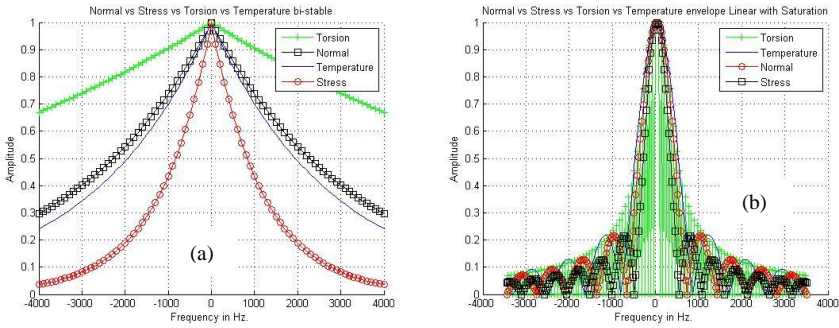 Normal vs Stress vs Torsion vs Temperature bi-stable
1
0.9
0.8
0.7
0.6
0.5
0.4
0.3
0.2
0.1
0
Amplitude
Torsion
Normal
Temperature
Stress
(a)
-4000 -3000 -2000 -1000 0 1000 2000 3000 4000
Frequency in Hz.
Normal vs Stress vs Torsion vs Temperature envelope Linear with Saturation
1
0.9
0.8
0.7
0.6
0.5
0.4
0.3
0.2
0.1
0
Amplitude
Torsion
Temperature
Normal
Stress
(b)
-4000 -3000 -2000 -1000 0 1000 2000 3000 4000
Frequency in Hz.